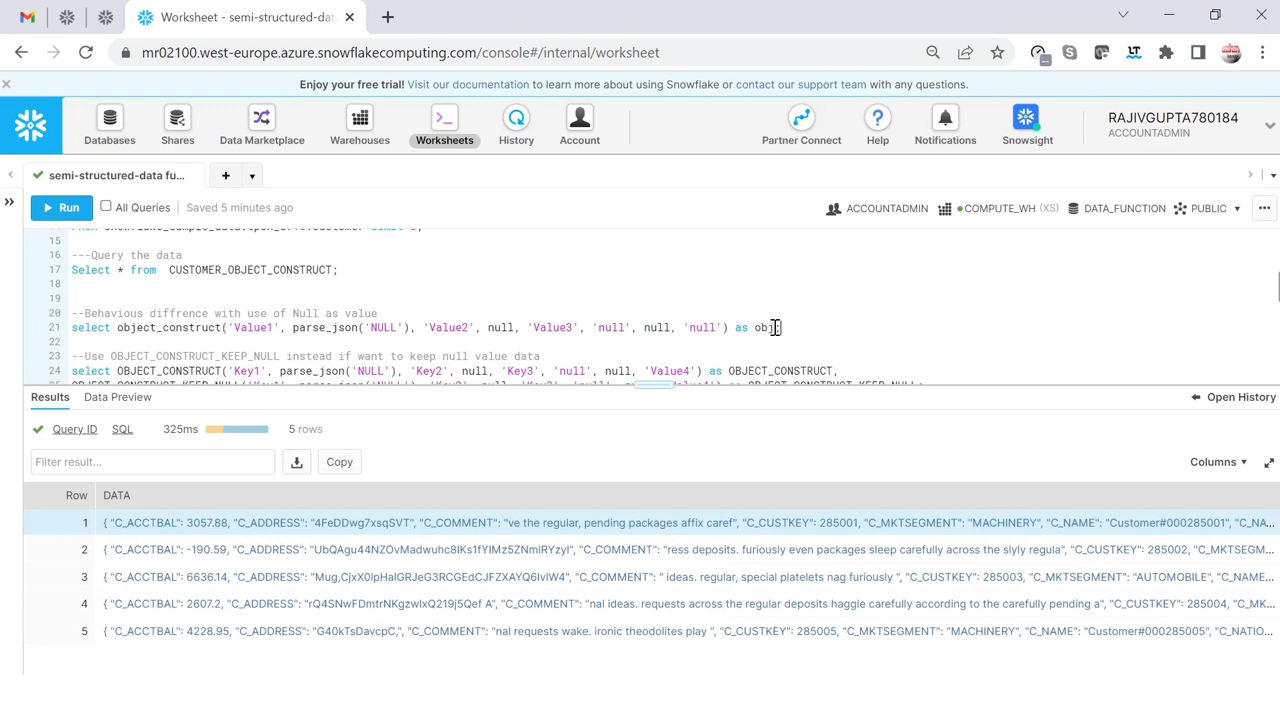 Worksheet - semi-structured-dat
mr02100.west-europe.azure.snowflakecomputing.com/console#/internal/worksheet
Enjoy your free trial! Visit our documentation to learn more about using Snowflake or contact our support team with any questions.
Databases Shares Data Marketplace Warehouses Worksheets History Account Partner Connect Help Notifications Snowsight
RAJIVGUPTA780184
ACCOUNTADMIN
semi-structured-data fu...
Run All Queries Saved 5 minutes ago ACCOUNTADMIN COMPUTE_WH (XS) DATA_FUNCTION PUBLIC
15
16 ---Query the data
17 Select * from CUSTOMER_OBJECT_CONSTRUCT;
18
19
20 --Behavious diffrence with use of Null as value
21 select object_construct('Value1', parse_json('NULL'), 'Value2', null, 'Value3', 'null', null, 'null') as obj;
22
23 --Use OBJECT_CONSTRUCT_KEEP_NULL instead if want to keep null value data
24 select OBJECT_CONSTRUCT('Key1', parse_json('NULL'), 'Key2', null, 'Key3', 'null', null, 'Value4') as OBJECT_CONSTRUCT,
Results Data Preview Open History
Query ID SQL 325ms 5 rows
Filter result... Copy Columns
Row DATA
1 { "C_ACCTBAL": 3057.88, "C_ADDRESS": "4FeDDwg7xsqSVT", "C_COMMENT": "ve the regular, pending packages affix caref", "C_CUSTKEY": 285001, "C_MKTSEGMENT": "MACHINERY", "C_NAME": "Customer#000285001", "C_NA...
2 { "C_ACCTBAL": -190.59, "C_ADDRESS": "UbQAgu44NZOvMadwuhc8IKs1fYIMz5ZNmlRYzyI", "C_COMMENT": "ress deposits. furiously even packages sleep carefully across the slyly regula", "C_CUSTKEY": 285002, "C_MKTSEGM...
3 { "C_ACCTBAL": 6636.14, "C_ADDRESS": "Mug,CjxX0lpHalGRJeG3RCGEdCJFZXAYQ6IvIW4", "C_COMMENT": " ideas. regular, special platelets nag furiously ", "C_CUSTKEY": 285003, "C_MKTSEGMENT": "AUTOMOBILE", "C_NAME...
4 { "C_ACCTBAL": 2607.2, "C_ADDRESS": "rQ4SNwFDmtrNKgzwIxQ219j5Qef A", "C_COMMENT": "nal ideas. requests across the regular deposits haggle carefully according to the carefully pending a", "C_CUSTKEY": 285004, "C_MK...
5 { "C_ACCTBAL": 4228.95, "C_ADDRESS": "G40kTsDavcpC,", "C_COMMENT": "nal requests wake. ironic theodolites play ", "C_CUSTKEY": 285005, "C_MKTSEGMENT": "MACHINERY", "C_NAME": "Customer#000285005", "C_NATIO...